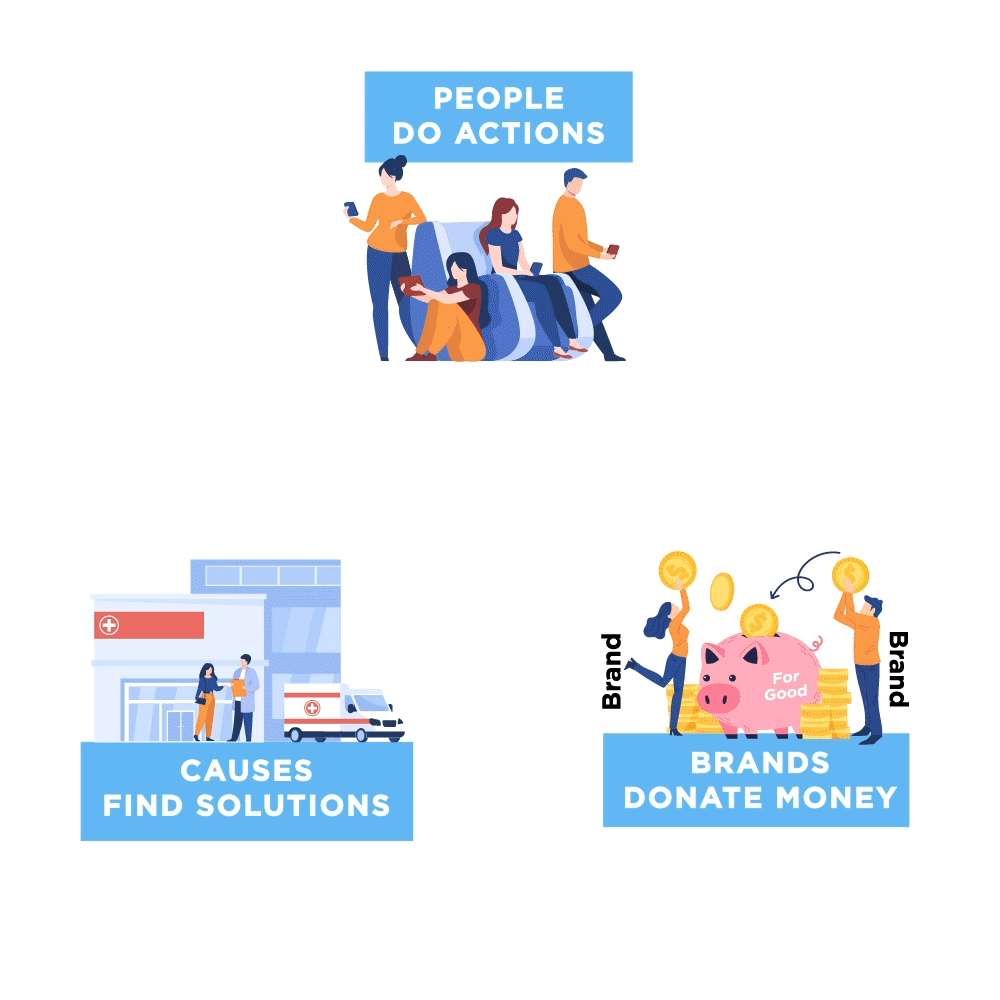 PEOPLE
DO ACTIONS
Brand
For
Good
Brand
CAUSES
FIND SOLUTIONS
BRANDS
DONATE MONEY